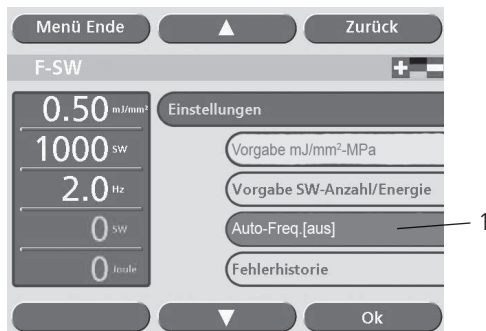 Menü Ende
Zurück
F-SW
0.50 mJ/mm²
1000 sw
2.0 Hz
0 sw
0 Joule
Einstellungen
Vorgabe mJ/mm²-MPa
Vorgabe SW-Anzahl/Energie
Auto-Freq.[aus]
Fehlerhistorie
1
Ok